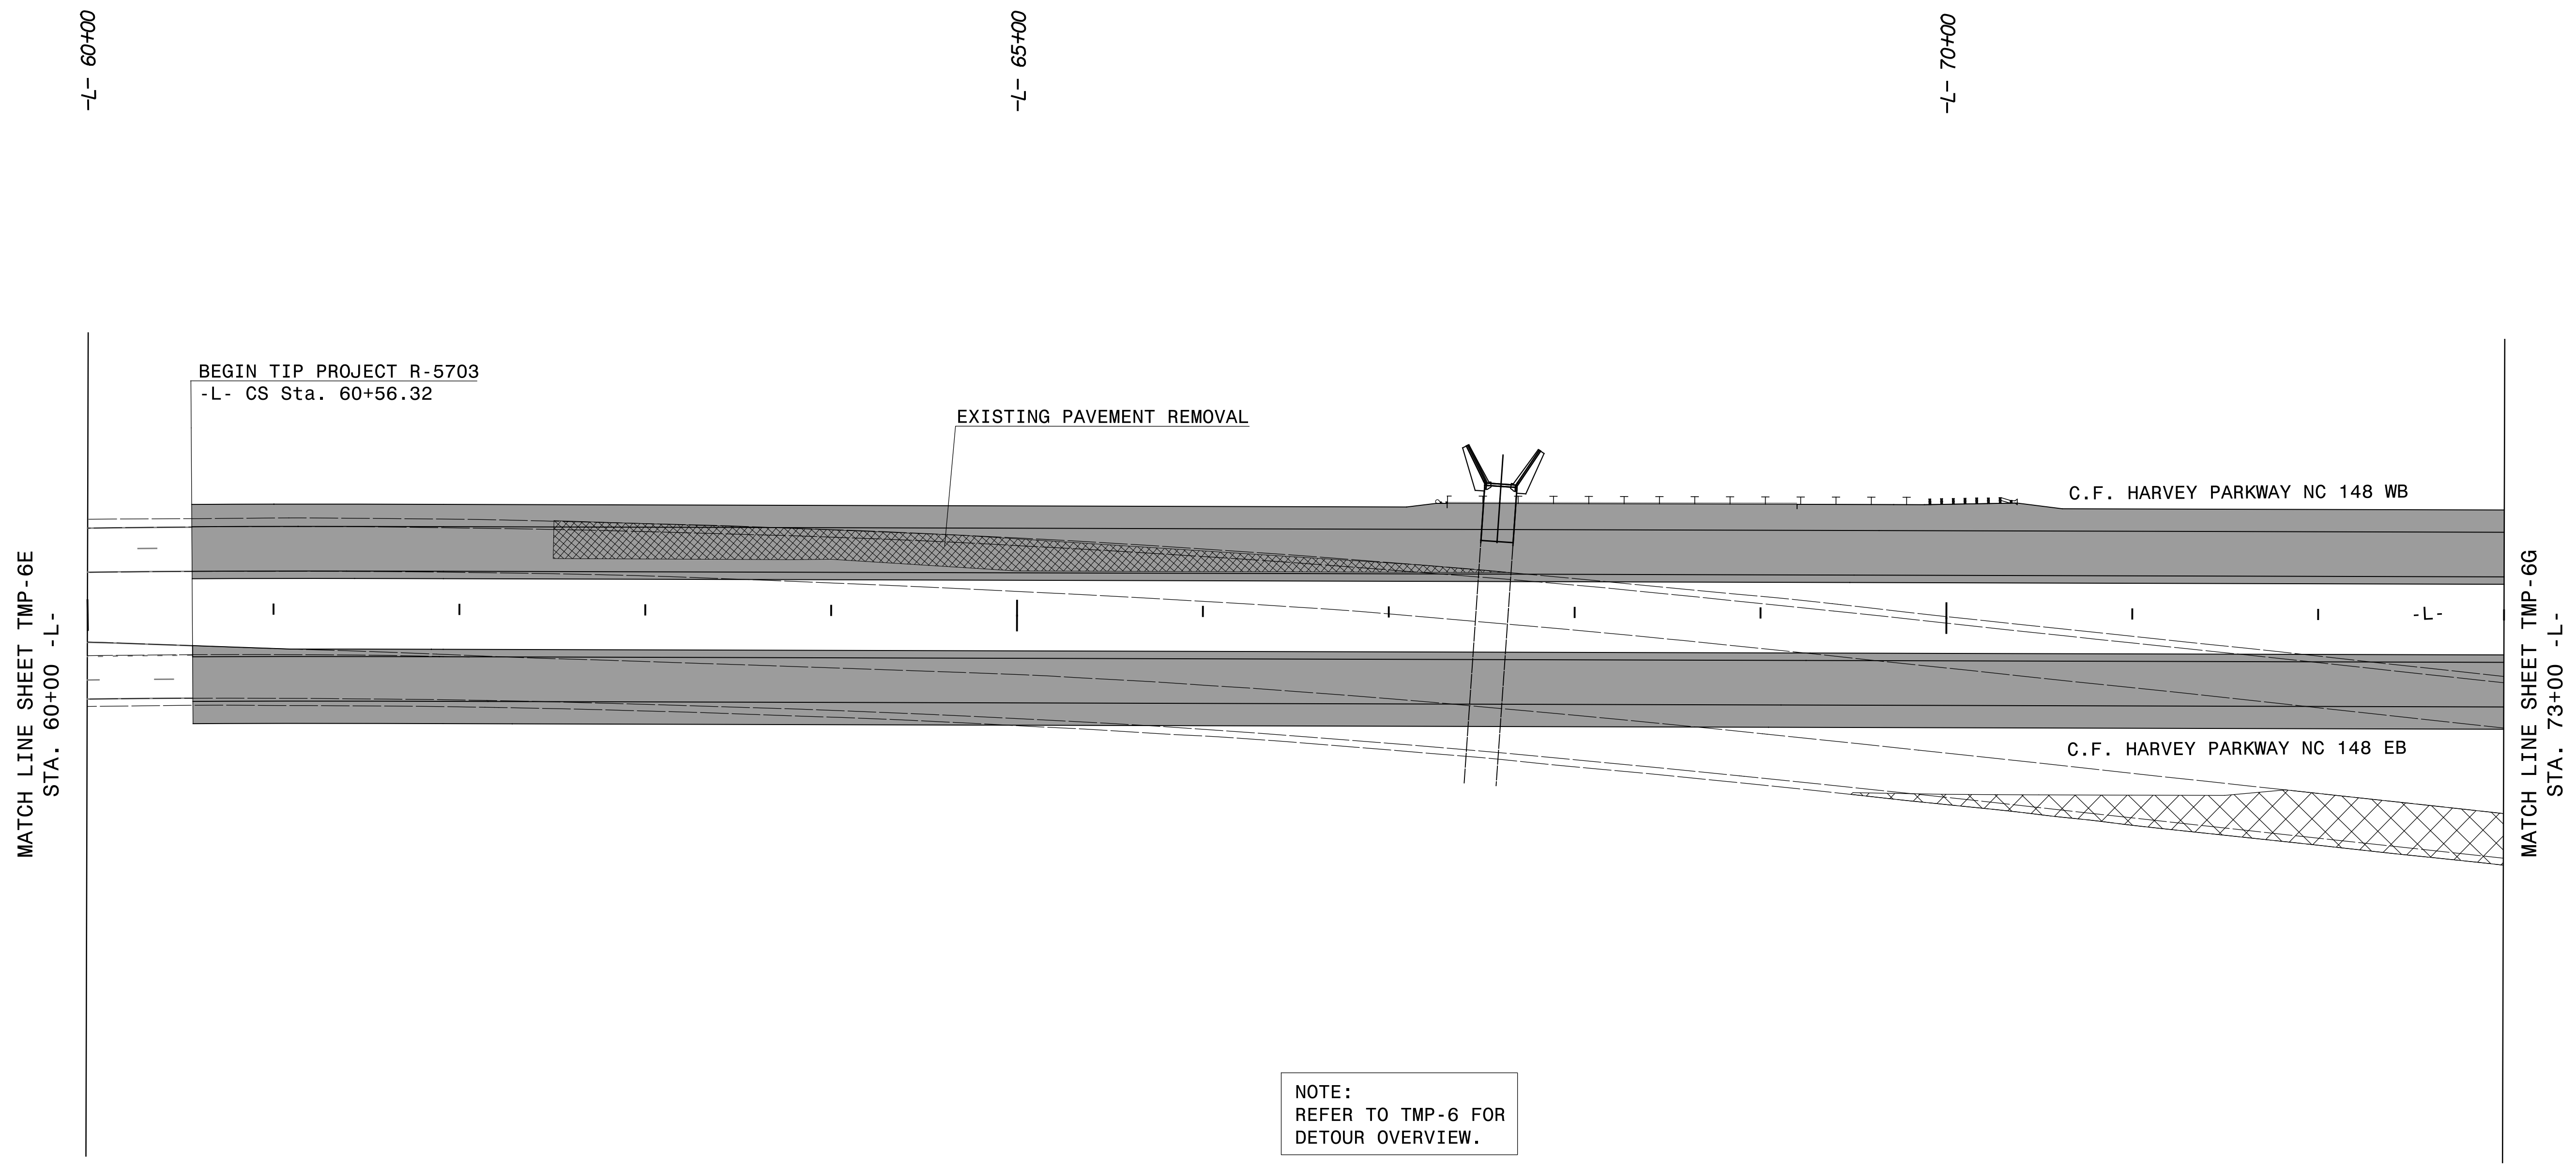 -L- 60+00
-L- 65+00
-L- 70+00
BEGIN TIP PROJECT R-5703
-L- CS Sta. 60+56.32
EXISTING PAVEMENT REMOVAL
C.F. HARVEY PARKWAY NC 148 WB
MATCH LINE SHEET TMP-6E
STA. 60+00 -L-
-L-
MATCH LINE SHEET TMP-6G
STA. 73+00 -L-
C.F. HARVEY PARKWAY NC 148 EB
NOTE:
REFER TO TMP-6 FOR
DETOUR OVERVIEW.